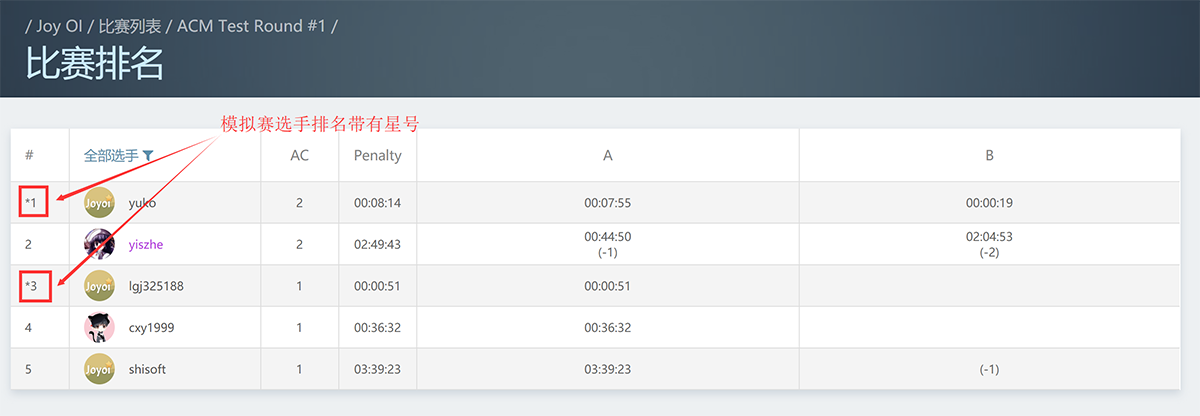 / Joy OI / 比赛列表 / ACM Test Round #1 /
比赛排名
模拟赛选手排名带有星号
# 全部选手 AC Penalty A B
*1 Joyoi yuko 2 00:08:14 00:07:55 00:00:19
2 yiszhe 2 02:49:43 00:44:50 02:04:53
(-1) (-2)
*3 Joyoi lgj325188 1 00:00:51 00:00:51
4 cxy1999 1 00:36:32 00:36:32
5 Joyoi shisoft 1 03:39:23 03:39:23 (-1)